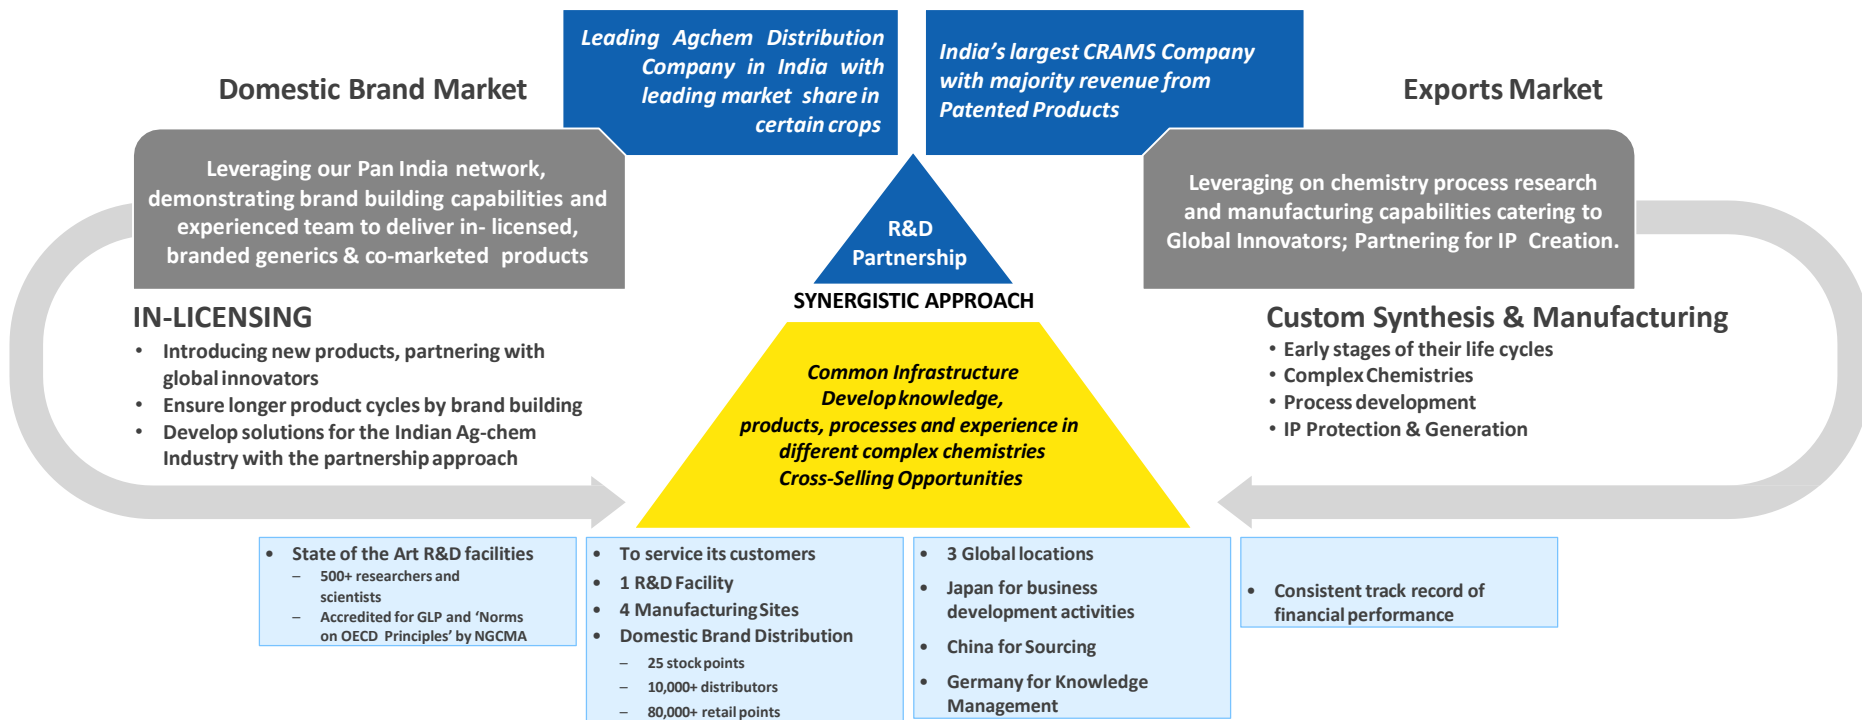 Domestic Brand Market
Leading Agchem Distribution
Company in India with
leading market share in
certain crops
India's largest CRAMS Company
with majority revenue from
Patented Products
Exports Market
Leveraging our Pan India network,
demonstrating brand building capabilities and
experienced team to deliver in- licensed,
branded generics & co-marketed products
R&D
Partnership
Leveraging on chemistry process research
and manufacturing capabilities catering to
Global Innovators; Partnering for IP Creation.
SYNERGISTIC APPROACH
IN-LICENSING
• Introducing new products, partnering with
global innovators
• Ensure longer product cycles by brand building
• Develop solutions for the Indian Ag-chem
Industry with the partnership approach
Common Infrastructure
Develop knowledge,
products, processes and experience in
different complex chemistries
Cross-Selling Opportunities
Custom Synthesis & Manufacturing
• Early stages of their life cycles
• Complex Chemistries
• Process development
• IP Protection & Generation
• State of the Art R&D facilities
– 500+ researchers and
scientists
– Accredited for GLP and ‘Norms
on OECD Principles’ by NGCMA
• To service its customers
• 1 R&D Facility
• 4 Manufacturing Sites
• Domestic Brand Distribution
– 25 stock points
– 10,000+ distributors
– 80,000+ retail points
• 3 Global locations
• Japan for business
development activities
• China for Sourcing
• Germany for Knowledge
Management
• Consistent track record of
financial performance